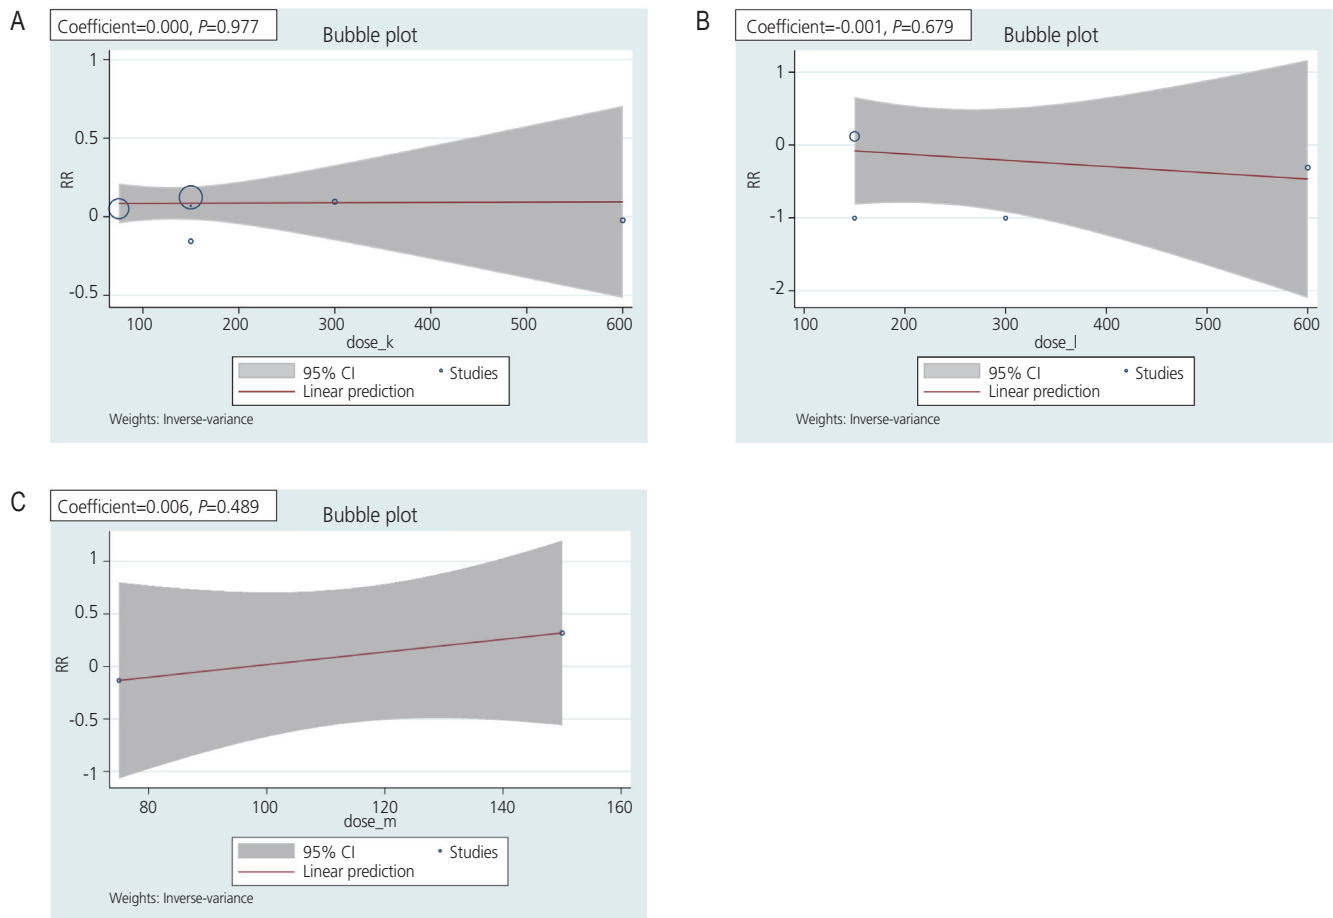 A
Coefficient=0.000, P=0.977
Bubble plot
1
0.5
0
-0.5
RR
100 200 300 400 500 600
dose_k
95% CI Studies
Linear prediction
Weights: Inverse-variance
B
Coefficient=-0.001, P=0.679
Bubble plot
1
0
-1
-2
RR
100 200 300 400 500 600
dose_l
95% CI Studies
Linear prediction
Weights: Inverse-variance
C
Coefficient=0.006, P=0.489
Bubble plot
1
0.5
0
-0.5
-1
RR
80 100 120 140 160
dose_m
95% CI Studies
Linear prediction
Weights: Inverse-variance